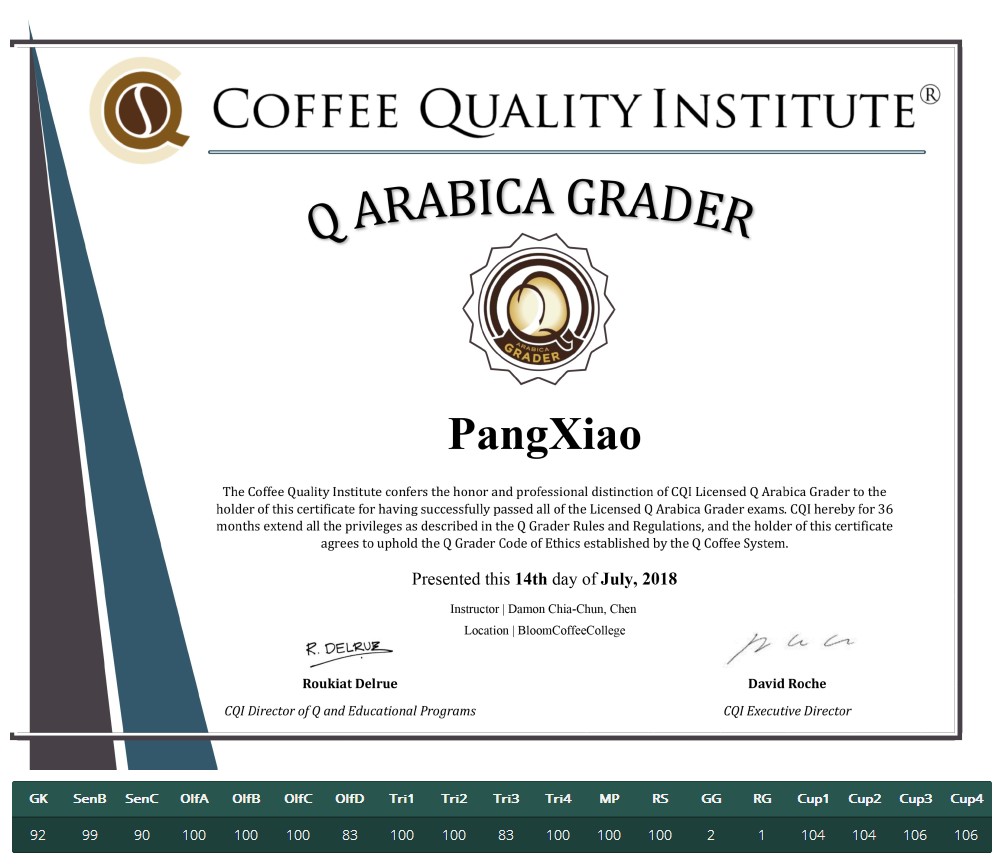 COFFEE QUALITY INSTITUTE®
Q ARABICA GRADER
ARABICA
GRADER
PangXiao
The Coffee Quality Institute confers the honor and professional distinction of CQI Licensed Q Arabica Grader to the
holder of this certificate for having successfully passed all of the Licensed Q Arabica Grader exams. CQI hereby for 36
months extend all the privileges as described in the Q Grader Rules and Regulations, and the holder of this certificate
agrees to uphold the Q Grader Code of Ethics established by the Q Coffee System.
Presented this 14th day of July, 2018
Instructor | Damon Chia-Chun, Chen
Location | BloomCoffeeCollege
R. DELRUE
Roukiat Delrue
David Roche
CQI Director of Q and Educational Programs
CQI Executive Director
GK SenB SenC OlfA OlfB OlfC OlfD Tri1 Tri2 Tri3 Tri4 MP RS GG RG Cup1 Cup2 Cup3 Cup4
92 99 90 100 100 100 83 100 100 83 100 100 100 2 1 104 104 106 106